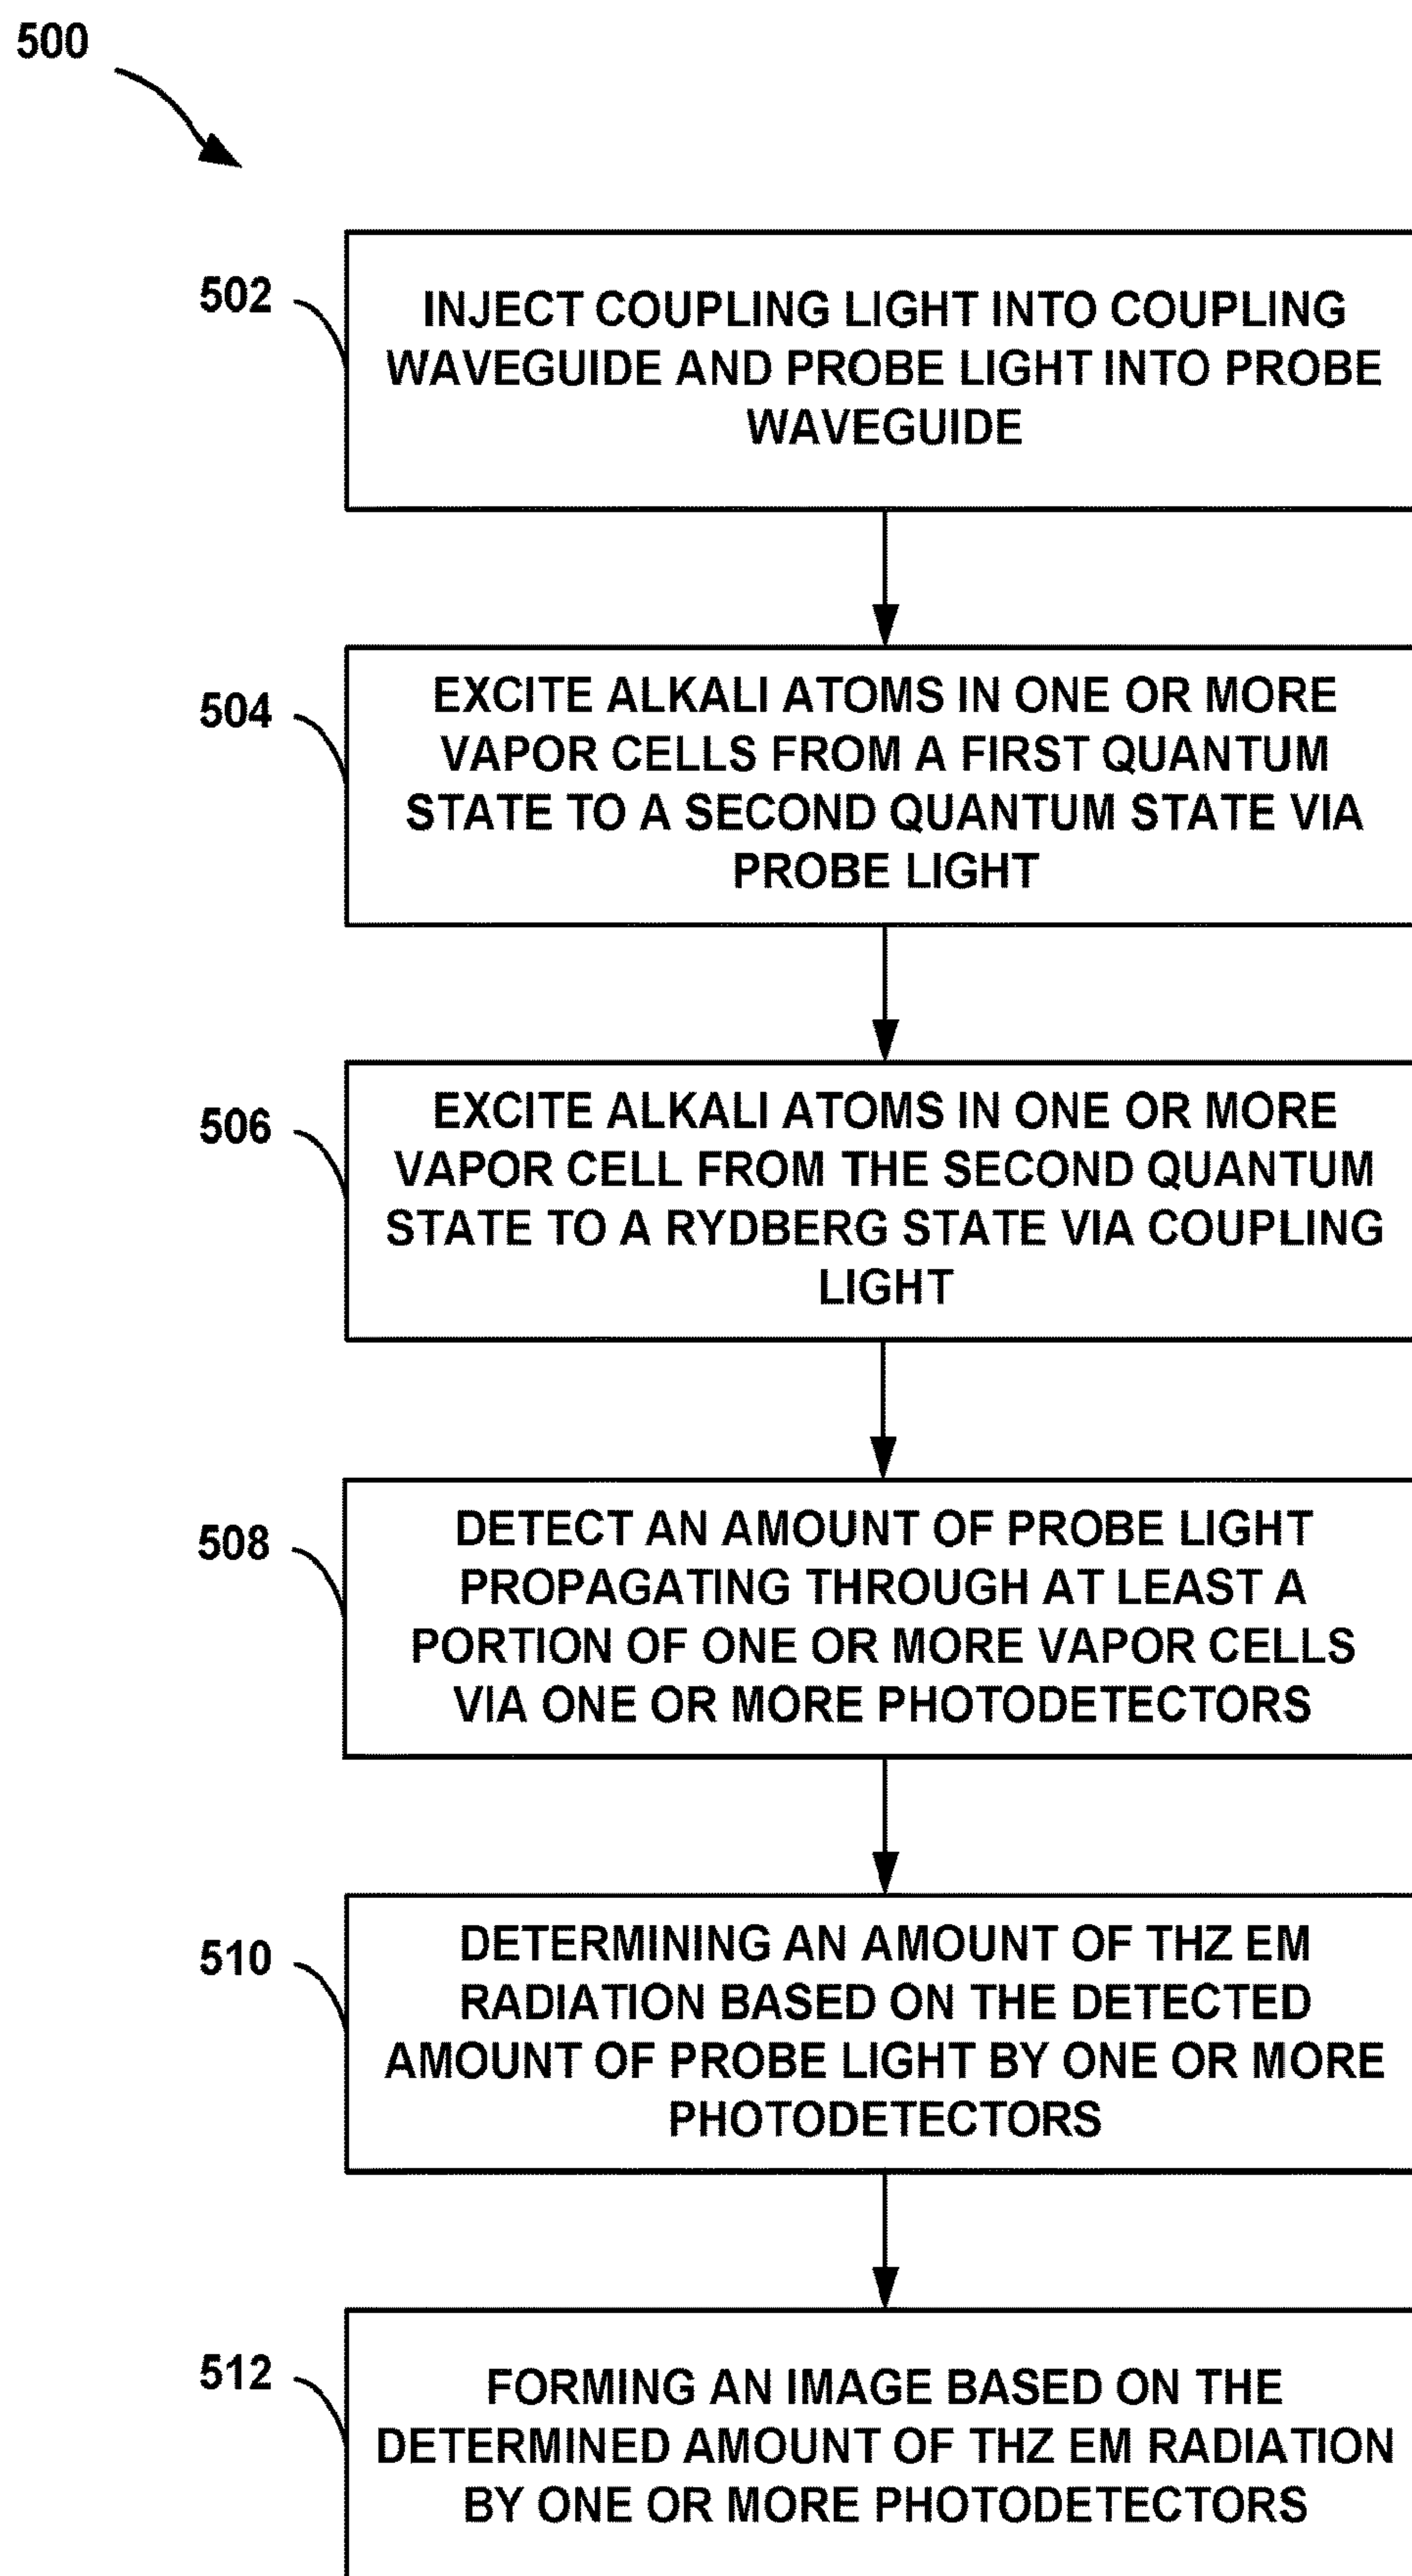 500
502
INJECT COUPLING LIGHT INTO COUPLING
WAVEGUIDE AND PROBE LIGHT INTO PROBE
WAVEGUIDE
504
EXCITE ALKALI ATOMS IN ONE OR MORE
VAPOR CELLS FROM A FIRST QUANTUM
STATE TO A SECOND QUANTUM STATE VIA
PROBE LIGHT
506
EXCITE ALKALI ATOMS IN ONE OR MORE
VAPOR CELL FROM THE SECOND QUANTUM
STATE TO A RYDBERG STATE VIA COUPLING
LIGHT
508
DETECT AN AMOUNT OF PROBE LIGHT
PROPAGATING THROUGH AT LEAST A
PORTION OF ONE OR MORE VAPOR CELLS
VIA ONE OR MORE PHOTODETECTORS
510
DETERMINING AN AMOUNT OF THZ EM
RADIATION BASED ON THE DETECTED
AMOUNT OF PROBE LIGHT BY ONE OR MORE
PHOTODETECTORS
512
FORMING AN IMAGE BASED ON THE
DETERMINED AMOUNT OF THZ EM RADIATION
BY ONE OR MORE PHOTODETECTORS